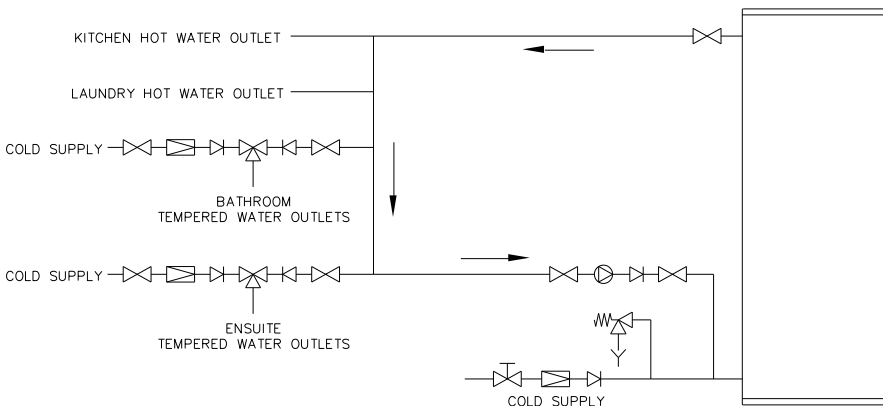 KITCHEN HOT WATER OUTLET
LAUNDRY HOT WATER OUTLET
COLD SUPPLY
BATHROOM
TEMPERED WATER OUTLETS
COLD SUPPLY
ENSUITE
TEMPERED WATER OUTLETS
COLD SUPPLY